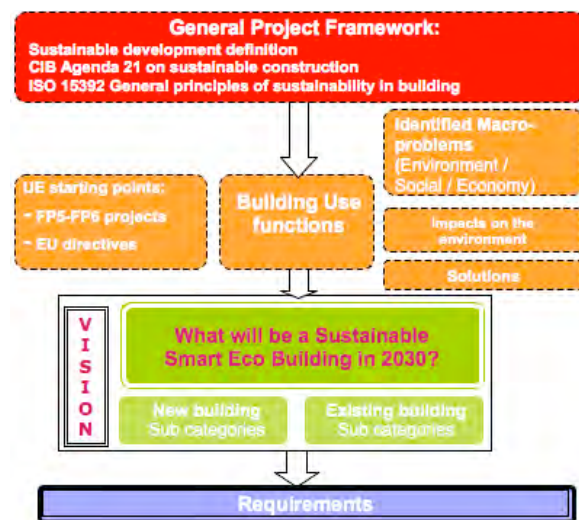 General Project Framework:
Sustainable development definition
CIB Agenda 21 on sustainable construction
ISO 15392 General principles of sustainability in building
Identified Macro-
problems
(Environment /
Social / Economy)
UE starting points:
- FP5-FP6 projects
- EU directives
Building Use
functions
Impacts on the
environment
Solutions
VISION
What will be a Sustainable
Smart Eco Building in 2030?
New building
Sub categories
Existing building
Sub categories
Requirements